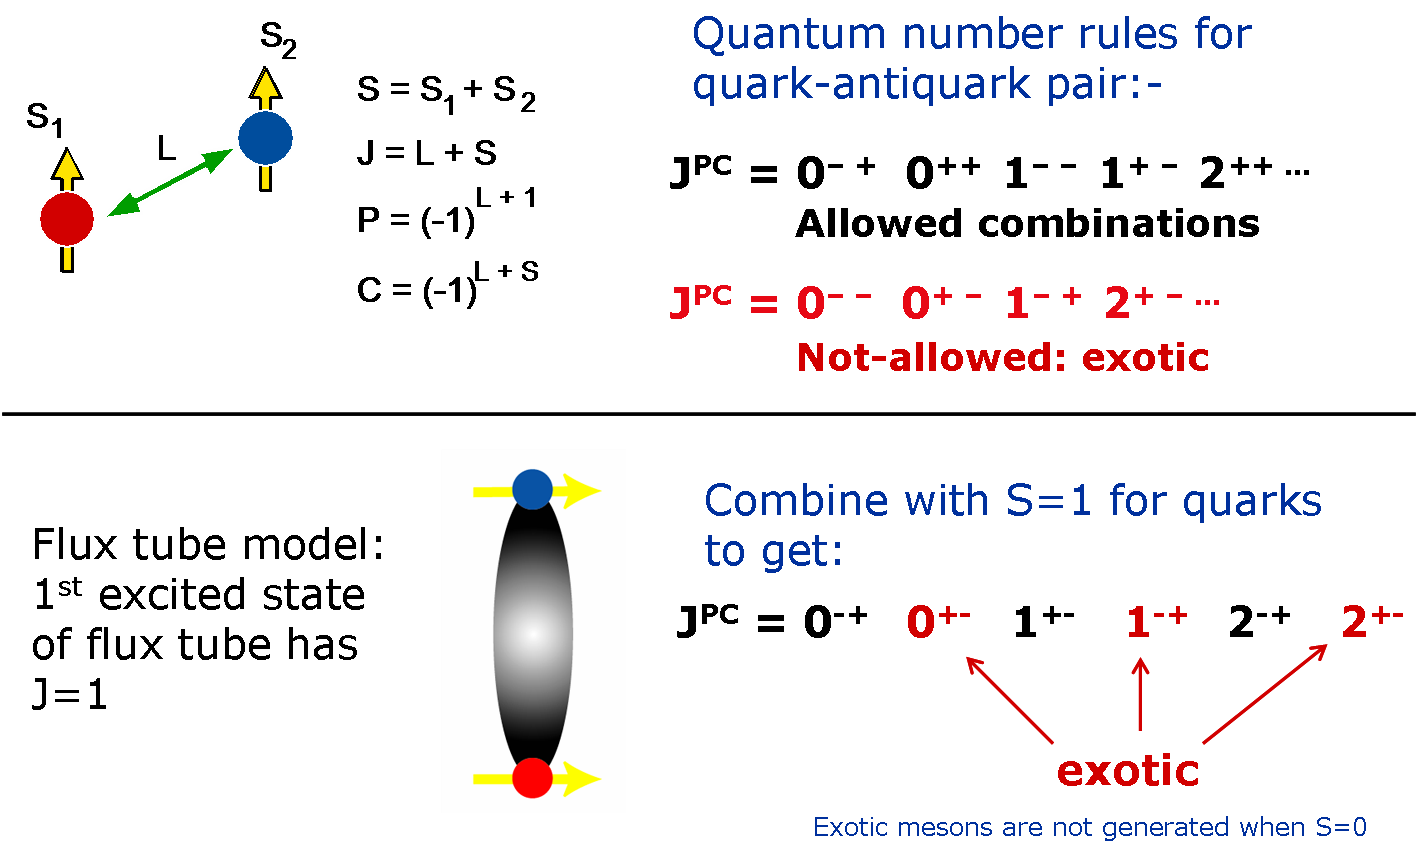 S₁
S₂
L
S = S₁ + S₂
J = L + S
P = (-1)^(L + 1)
C = (-1)^(L + S)
Quantum number rules for
quark-antiquark pair:-
Jᴾᶜ = 0⁻ ⁺ 0⁺⁺ 1⁻ ⁻ 1⁺ ⁻ 2⁺⁺ ...
Allowed combinations
Jᴾᶜ = 0⁻ ⁻ 0⁺ ⁻ 1⁻ ⁺ 2⁺ ⁻ ...
Not-allowed: exotic
Flux tube model:
1ˢᵗ excited state
of flux tube has
J=1
Combine with S=1 for quarks
to get:
Jᴾᶜ = 0⁻⁺ 0⁺⁻ 1⁺⁻ 1⁻⁺ 2⁻⁺ 2⁺⁻
exotic
Exotic mesons are not generated when S=0